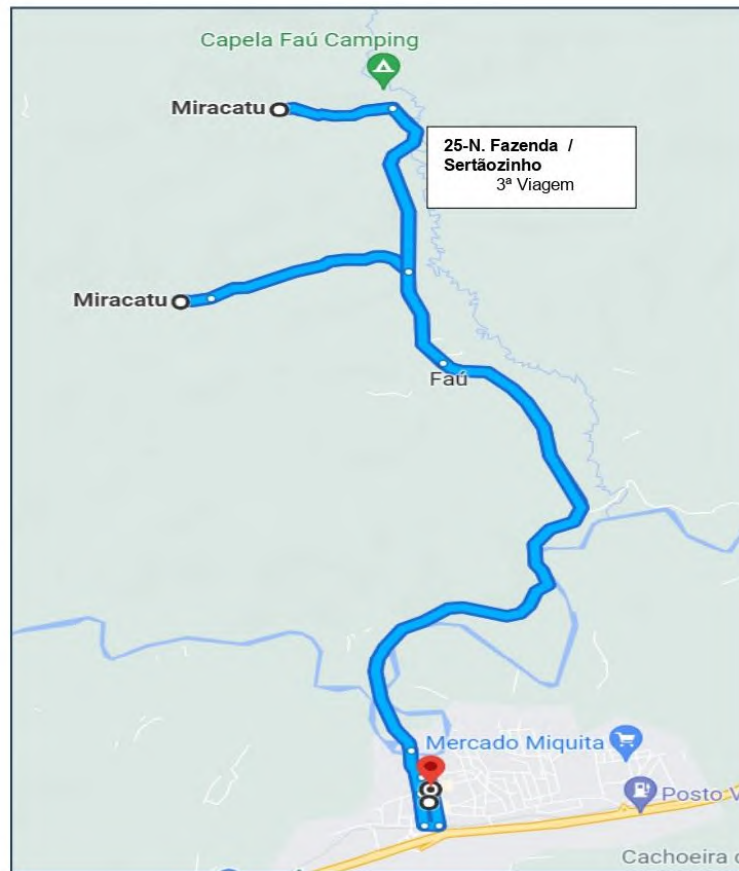 Capela Faú Camping
Miracatu
25-N. Fazenda /
Sertãozinho
3ª Viagem
Miracatu
Faú
Mercado Miquita
Posto V
Cachoeira d